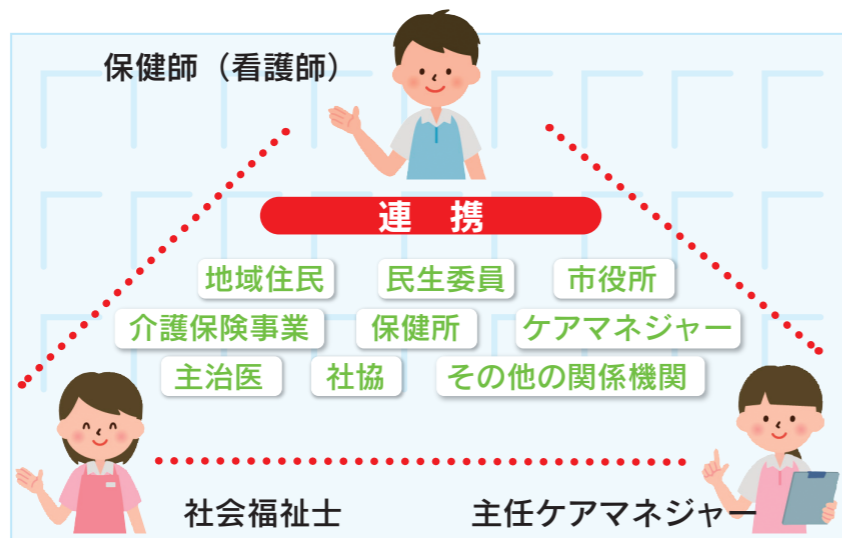 保健師（看護師）
連　携
地域住民　民生委員　市役所
介護保険事業　保健所　ケアマネジャー
主治医　社協　その他の関係機関
社会福祉士　主任ケアマネジャー